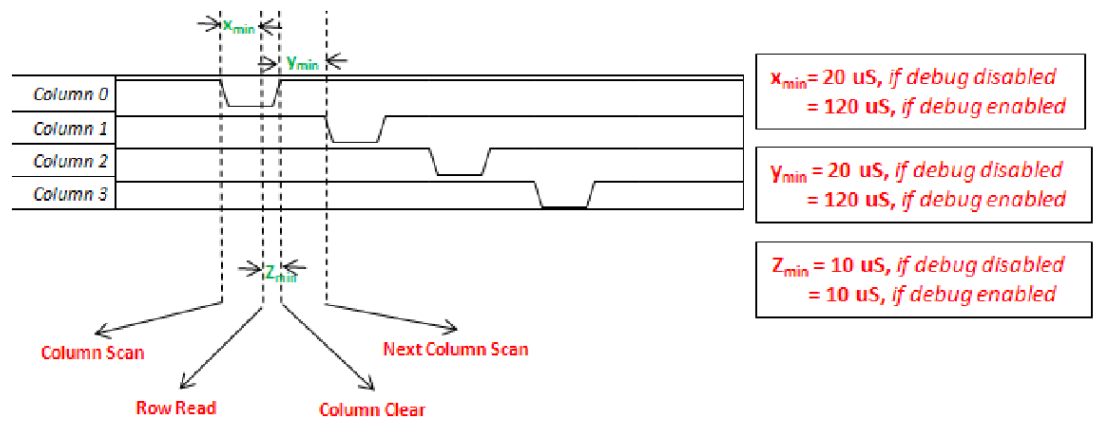 xmin
ymin
Column 0
Column 1
Column 2
Column 3
xmin= 20 uS, if debug disabled
= 120 uS, if debug enabled
ymin = 20 uS, if debug disabled
= 120 uS, if debug enabled
Zmin = 10 uS, if debug disabled
= 10 uS, if debug enabled
Zmin
Column Scan
Next Column Scan
Row Read
Column Clear